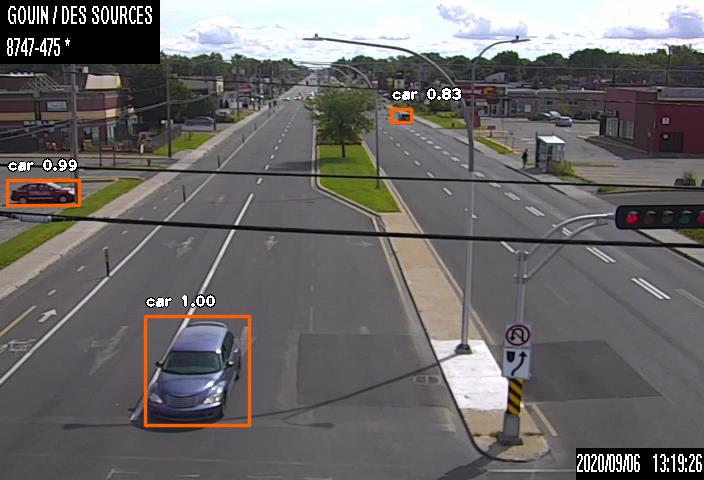 GOUIN / DES SOURCES
8747-475 *
car 0.83
car 0.99
car 1.00
2020/09/06 13:19:26